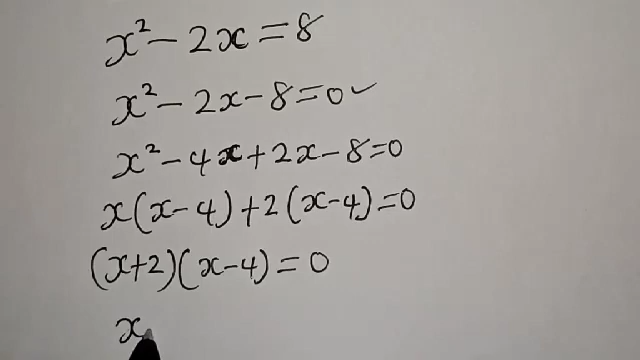 x² - 2x = 8
x² - 2x - 8 = 0 ✓
x² - 4x + 2x - 8 = 0
x(x - 4) + 2(x - 4) = 0
(x + 2)(x - 4) = 0
x